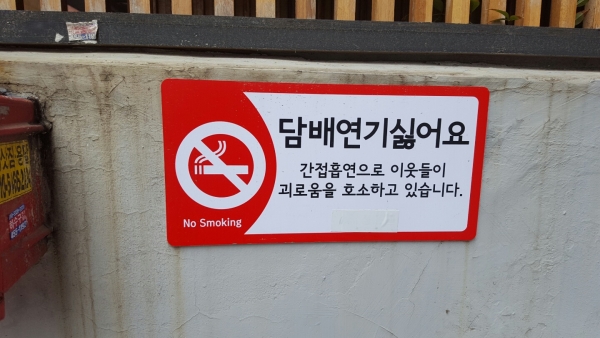 담배연기싫어요
간접흡연으로 이웃들이
괴로움을 호소하고 있습니다.
No Smoking